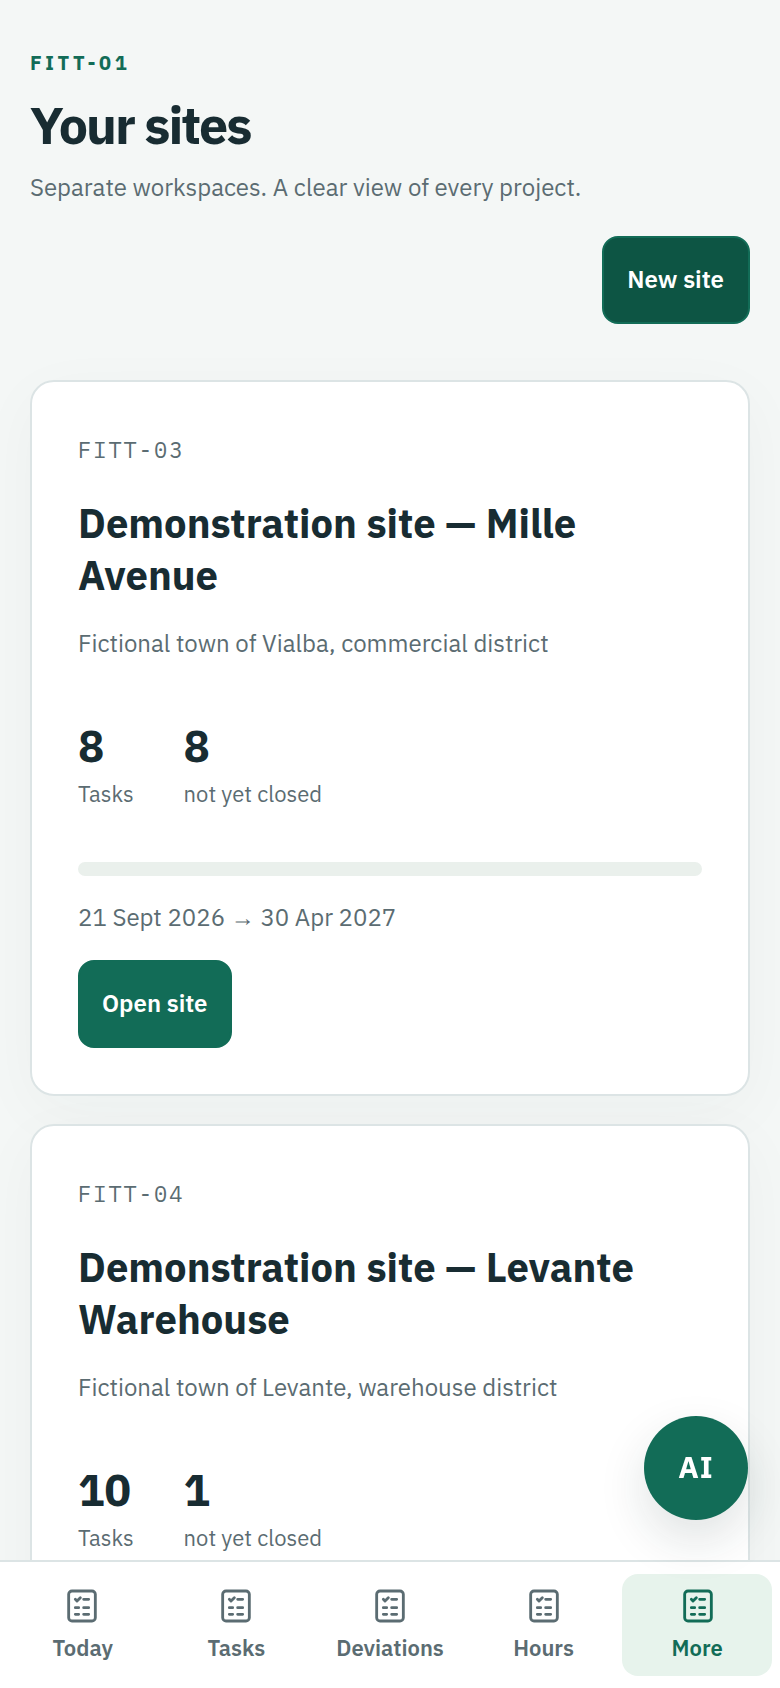 FITT-01
Your sites
Separate workspaces. A clear view of every project.
New site
FITT-03
Demonstration site — Mille
Avenue
Fictional town of Vialba, commercial district
8 8
Tasks not yet closed
21 Sept 2026 → 30 Apr 2027
Open site
FITT-04
Demonstration site — Levante
Warehouse
Fictional town of Levante, warehouse district
AI
10 1
Tasks not yet closed
Today Tasks Deviations Hours More